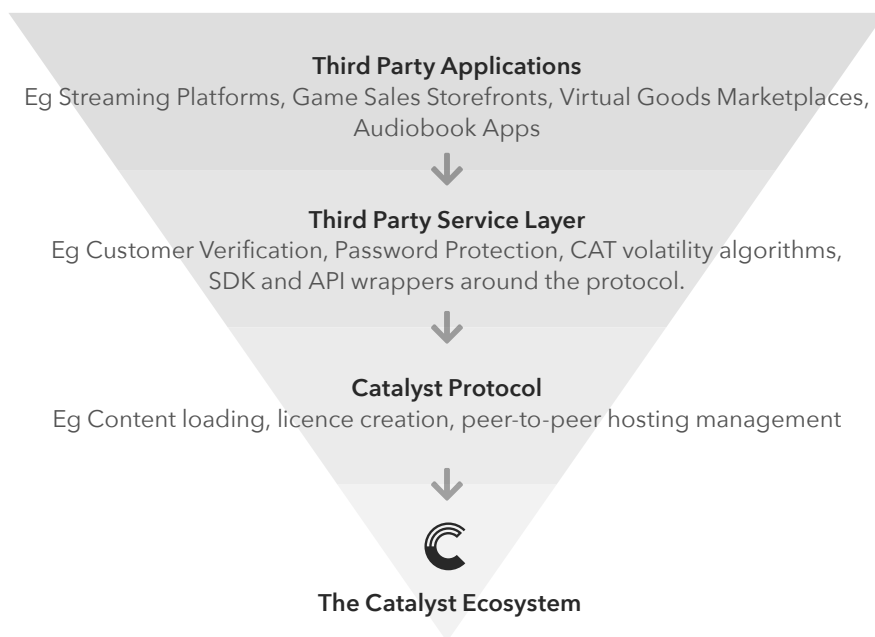 Third Party Applications
Eg Streaming Platforms, Game Sales Storefronts, Virtual Goods Marketplaces,
Audiobook Apps
Third Party Service Layer
Eg Customer Verification, Password Protection, CAT volatility algorithms,
SDK and API wrappers around the protocol.
Catalyst Protocol
Eg Content loading, licence creation, peer-to-peer hosting management
The Catalyst Ecosystem